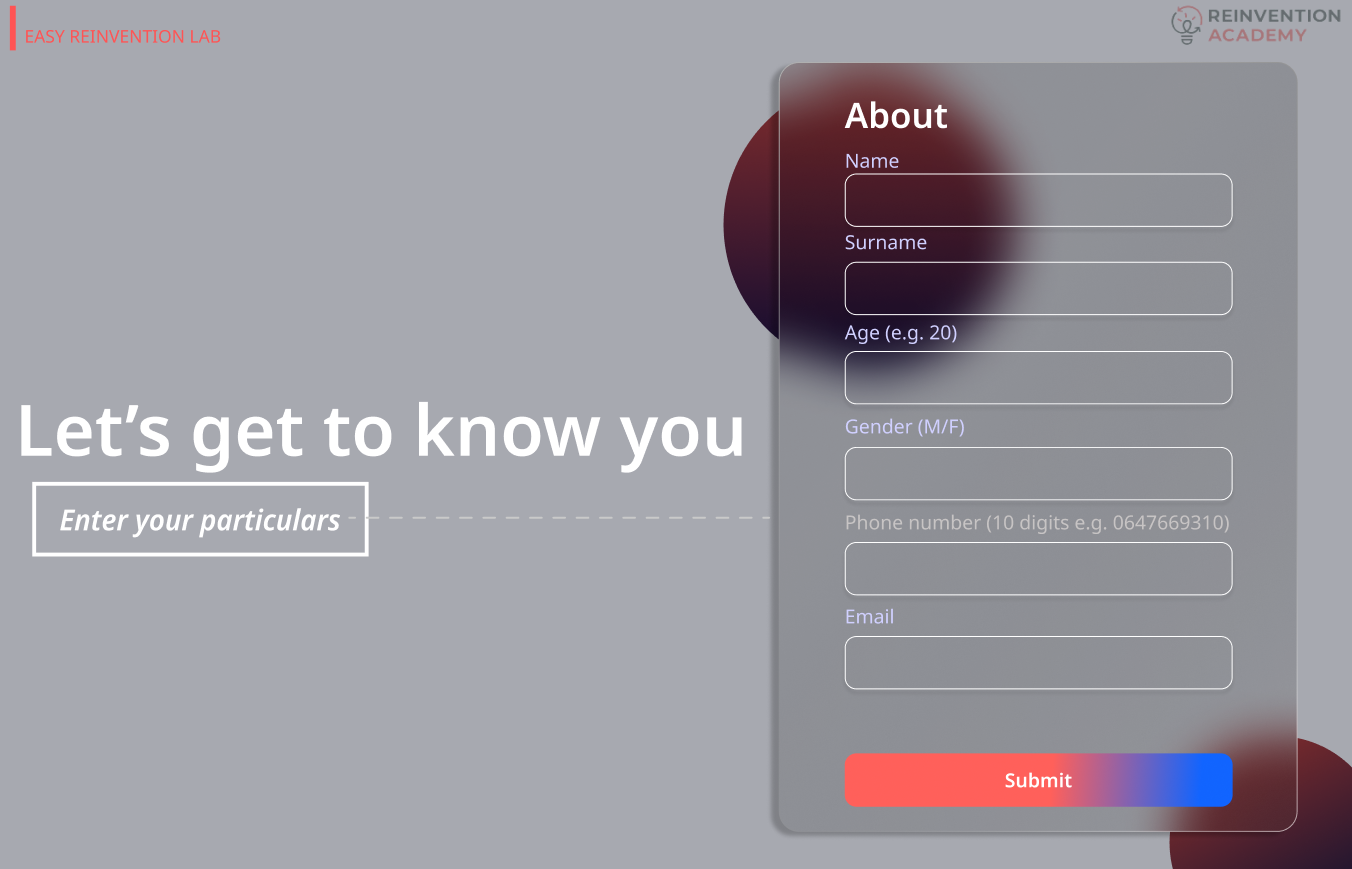 EASY REINVENTION LAB
REINVENTION
ACADEMY
About
Name
Surname
Age (e.g. 20)
Let’s get to know you
Gender (M/F)
Enter your particulars
Phone number (10 digits e.g. 0647669310)
Email
Submit